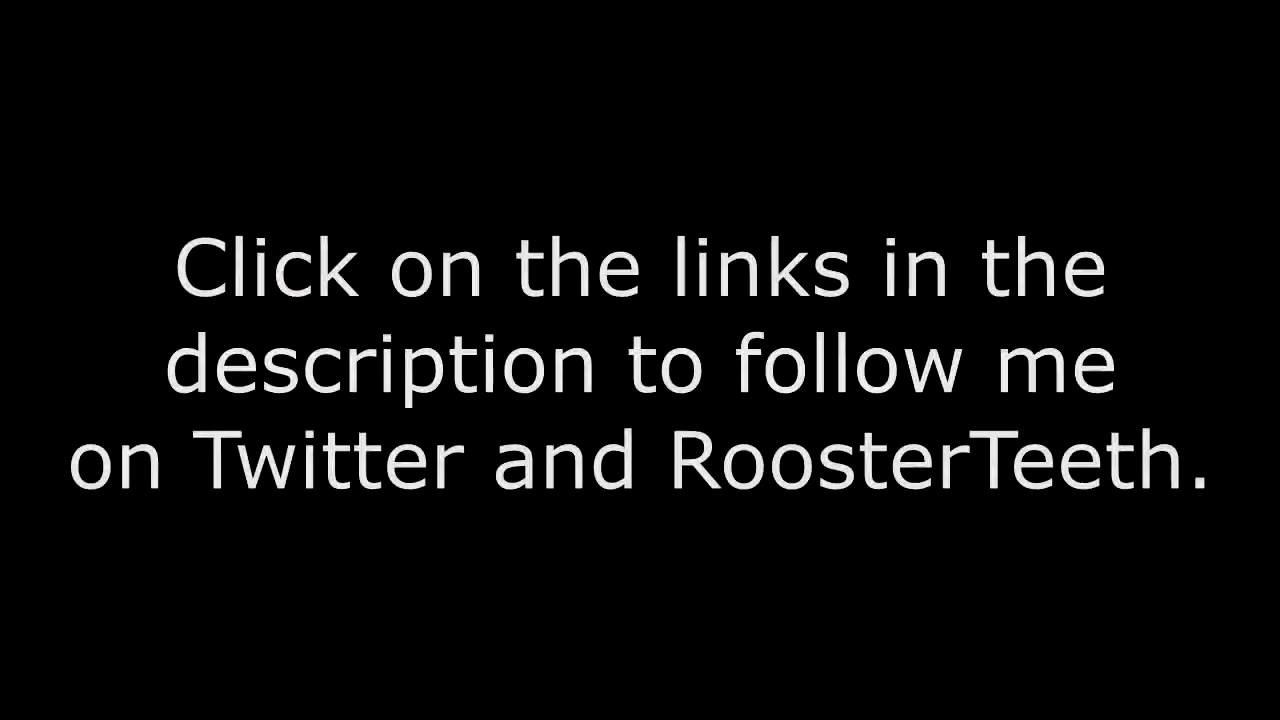 Click on the links in the
description to follow me
on Twitter and RoosterTeeth.